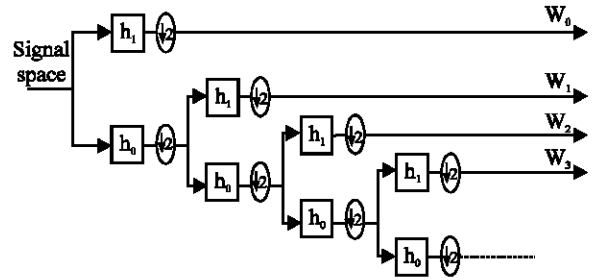 W₀
h₁ ↓2
Signal
space
W₁
h₁ ↓2
W₂
h₀ ↓2
h₁ ↓2
W₃
h₀ ↓2
h₁ ↓2
h₀ ↓2
h₀ ↓2